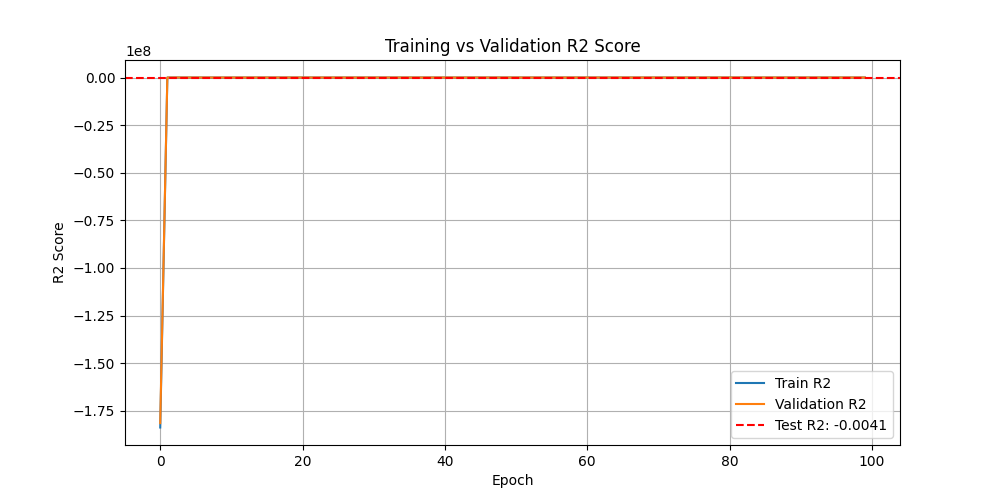 Training vs Validation R2 Score
1e8
0.00
−0.25
−0.50
−0.75
−1.00
−1.25
−1.50
−1.75
R2 Score
0 20 40 60 80 100
Epoch
Train R2
Validation R2
Test R2: -0.0041